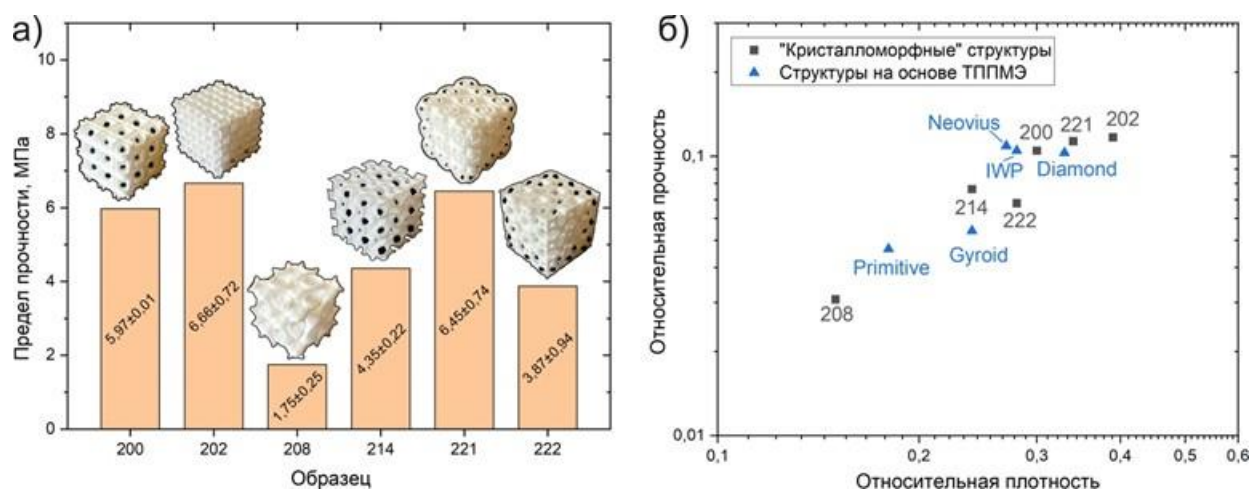 а)
Предел прочности, МПа
10
8
6
4
2
0
5,97±0,01
6,66±0,72
1,75±0,25
4,35±0,22
6,45±0,74
3,87±0,94
200 202 208 214 221 222
Образец
б)
"Кристалломорфные" структуры
Структуры на основе ТППМЭ
Относительная прочность
0,1
0,01
Neovius
200
221
202
IWP
Diamond
214
222
Primitive
Gyroid
208
0,1 0,2 0,3 0,4 0,5 0,6
Относительная плотность